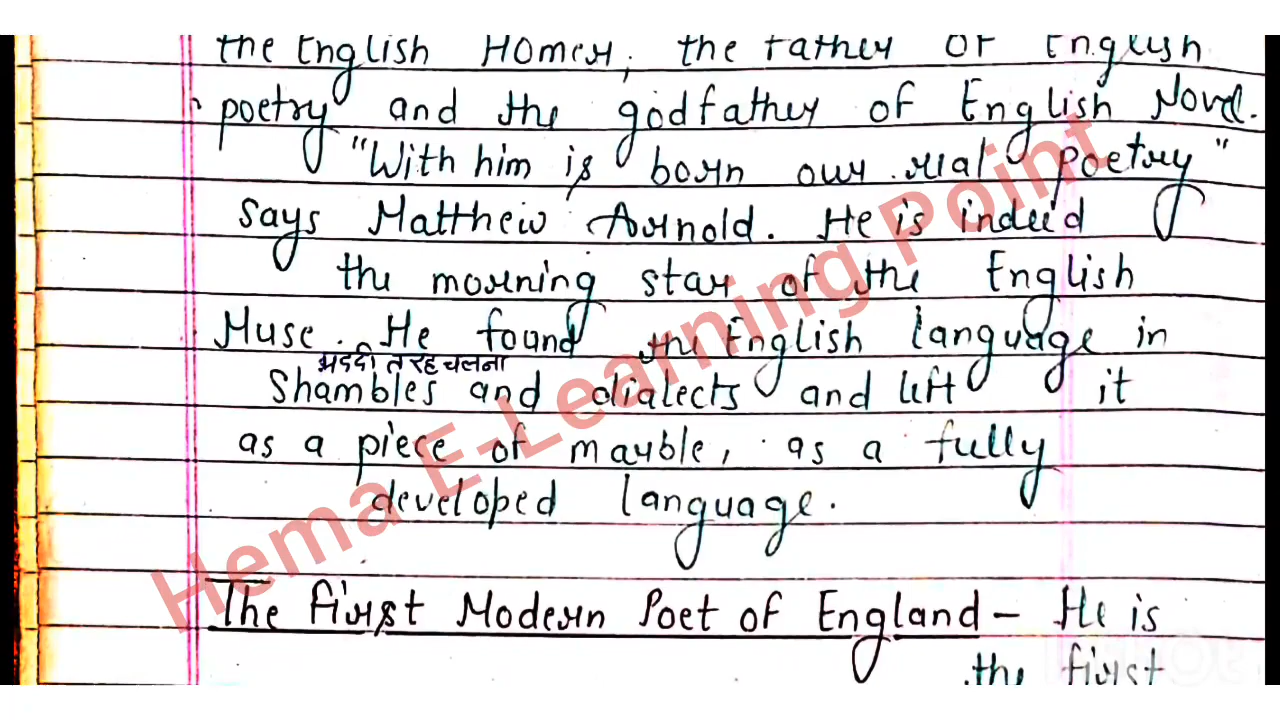 the English Homer, the Father of English
poetry and the godfather of English Novel.
"With him is born our real poetry"
says Matthew Arnold. He is indeed
the morning star of the English
Muse. He found the English language in
भद्दी तरह चलना
Shambles and dialects and left it
as a piece of marble, as a fully
developed language.
The First Modern Poet of England – He is
the first
Hema E-Learning Point